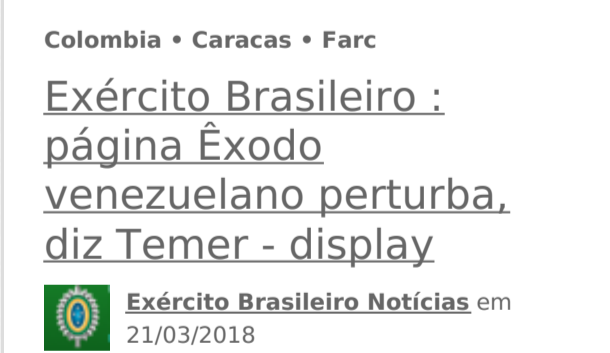 Colombia • Caracas • Farc
Exército Brasileiro :
página Êxodo
venezuelano perturba,
diz Temer - display
Exército Brasileiro Notícias em
21/03/2018